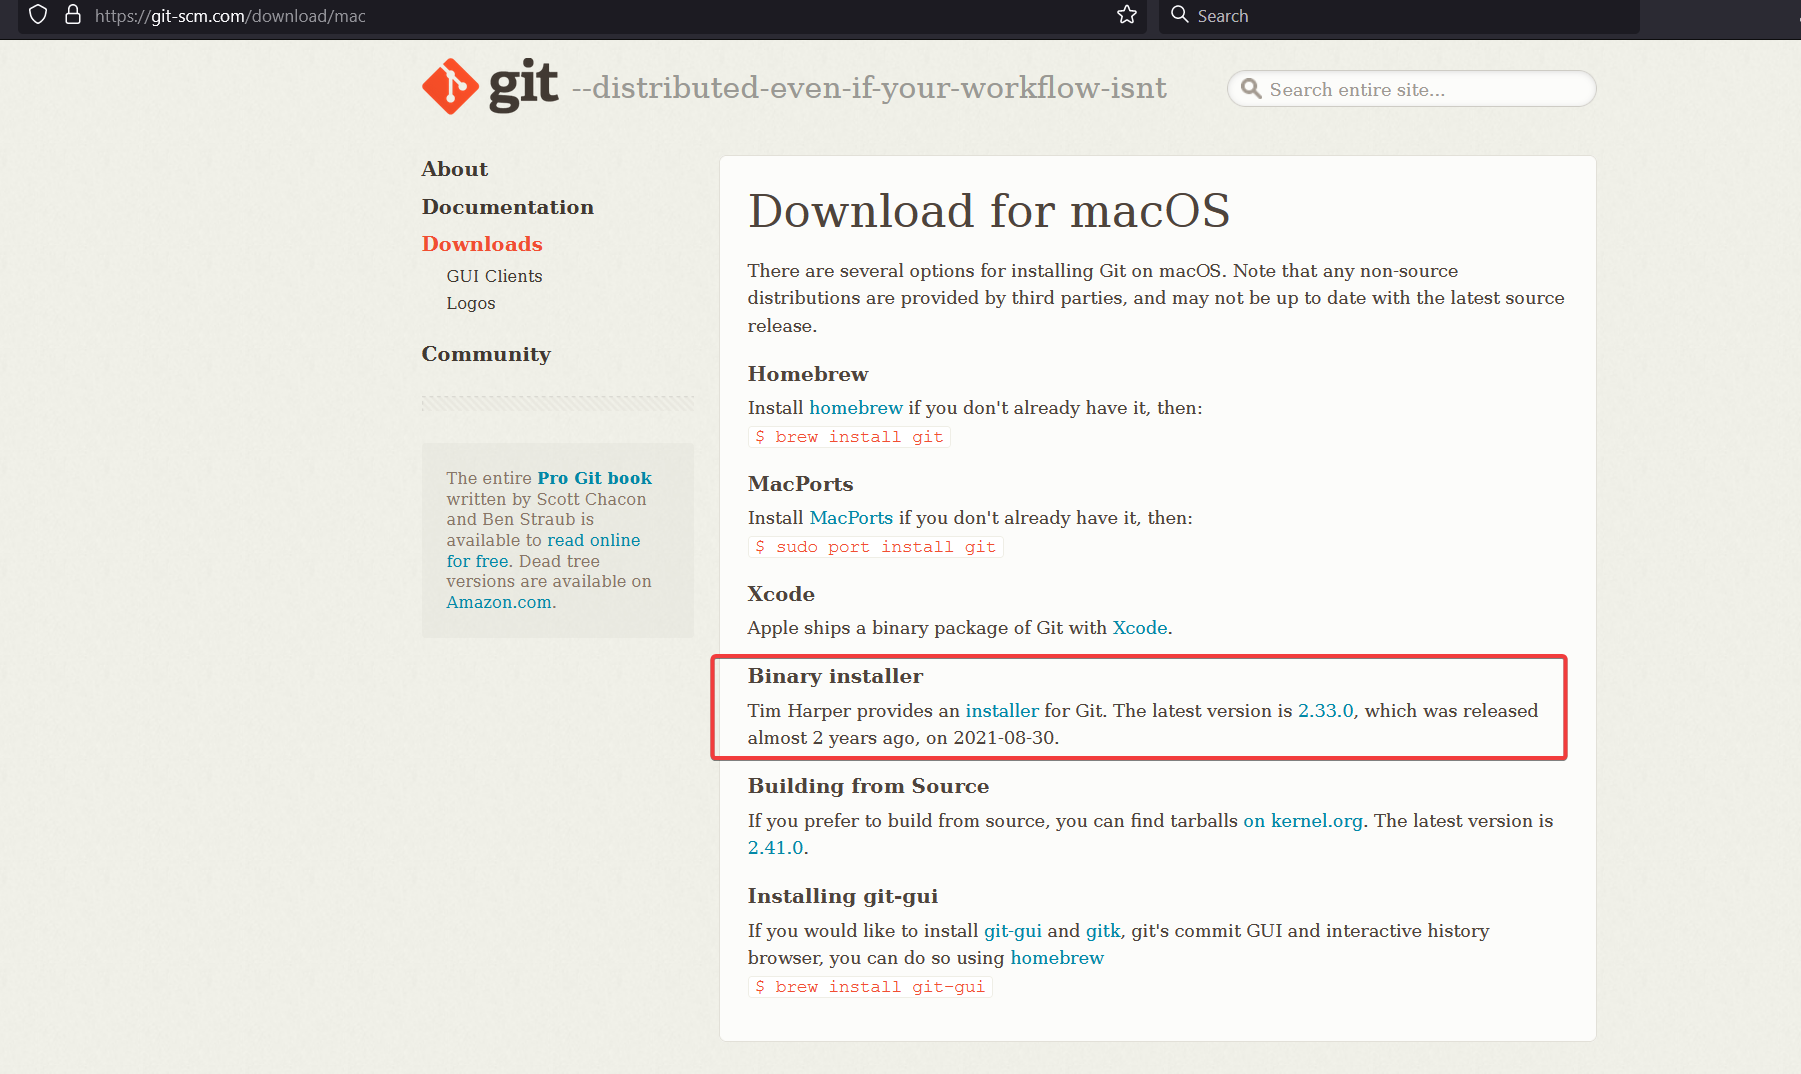 https://git-scm.com/download/mac
Search
git --distributed-even-if-your-workflow-isnt
Search entire site...
About
Documentation
Downloads
GUI Clients
Logos
Community
The entire Pro Git book
written by Scott Chacon
and Ben Straub is
available to read online
for free. Dead tree
versions are available on
Amazon.com.
Download for macOS
There are several options for installing Git on macOS. Note that any non-source
distributions are provided by third parties, and may not be up to date with the latest source
release.
Homebrew
Install homebrew if you don't already have it, then:
$ brew install git
MacPorts
Install MacPorts if you don't already have it, then:
$ sudo port install git
Xcode
Apple ships a binary package of Git with Xcode.
Binary installer
Tim Harper provides an installer for Git. The latest version is 2.33.0, which was released
almost 2 years ago, on 2021-08-30.
Building from Source
If you prefer to build from source, you can find tarballs on kernel.org. The latest version is
2.41.0.
Installing git-gui
If you would like to install git-gui and gitk, git's commit GUI and interactive history
browser, you can do so using homebrew
$ brew install git-gui